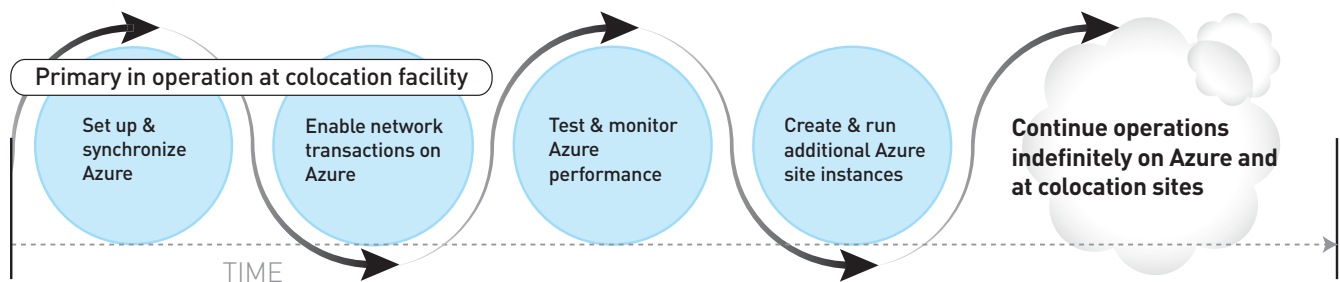 Primary in operation at colocation facility
Set up &
synchronize
Azure
Enable network
transactions on
Azure
Test & monitor
Azure
performance
Create & run
additional Azure
site instances
Continue operations
indefinitely on Azure and
at colocation sites
TIME